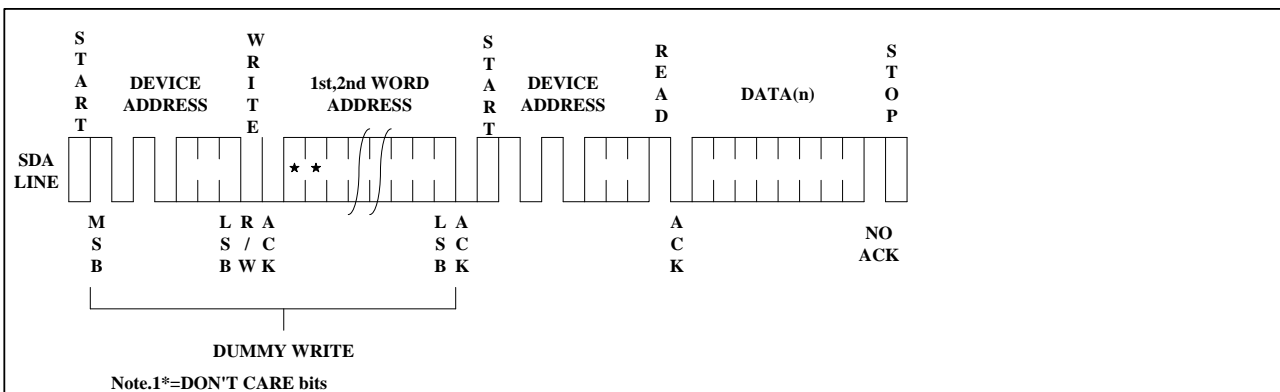 START
WRITE
START
READ
STOP
DEVICE
ADDRESS
1st,2nd WORD
ADDRESS
DEVICE
ADDRESS
DATA(n)
SDA
LINE
★ ★
MSB
LSB
R/W
ACK
LSB
ACK
ACK
NO
ACK
DUMMY WRITE
Note.1*=DON'T CARE bits